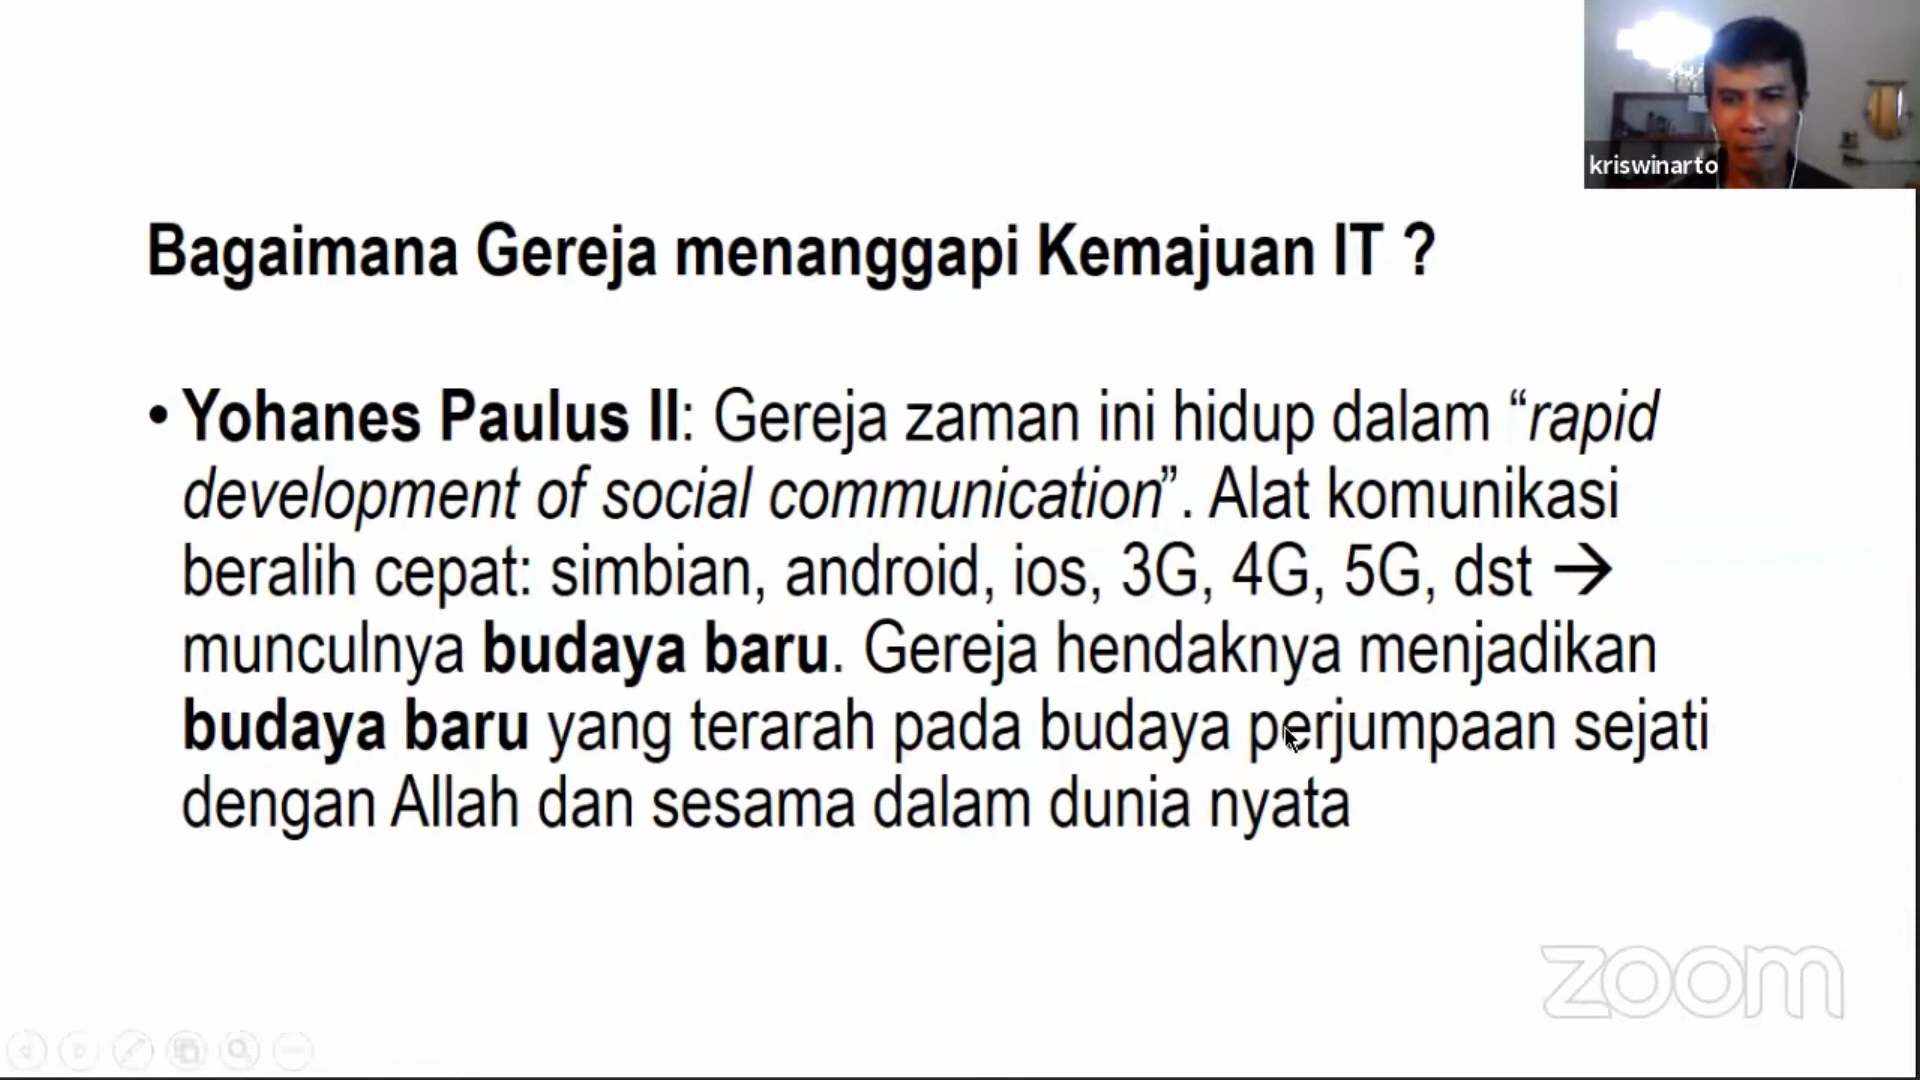 kriswinarto
Bagaimana Gereja menanggapi Kemajuan IT ?
• Yohanes Paulus II: Gereja zaman ini hidup dalam “rapid
development of social communication”. Alat komunikasi
beralih cepat: simbian, android, ios, 3G, 4G, 5G, dst →
munculnya budaya baru. Gereja hendaknya menjadikan
budaya baru yang terarah pada budaya perjumpaan sejati
dengan Allah dan sesama dalam dunia nyata
zoom